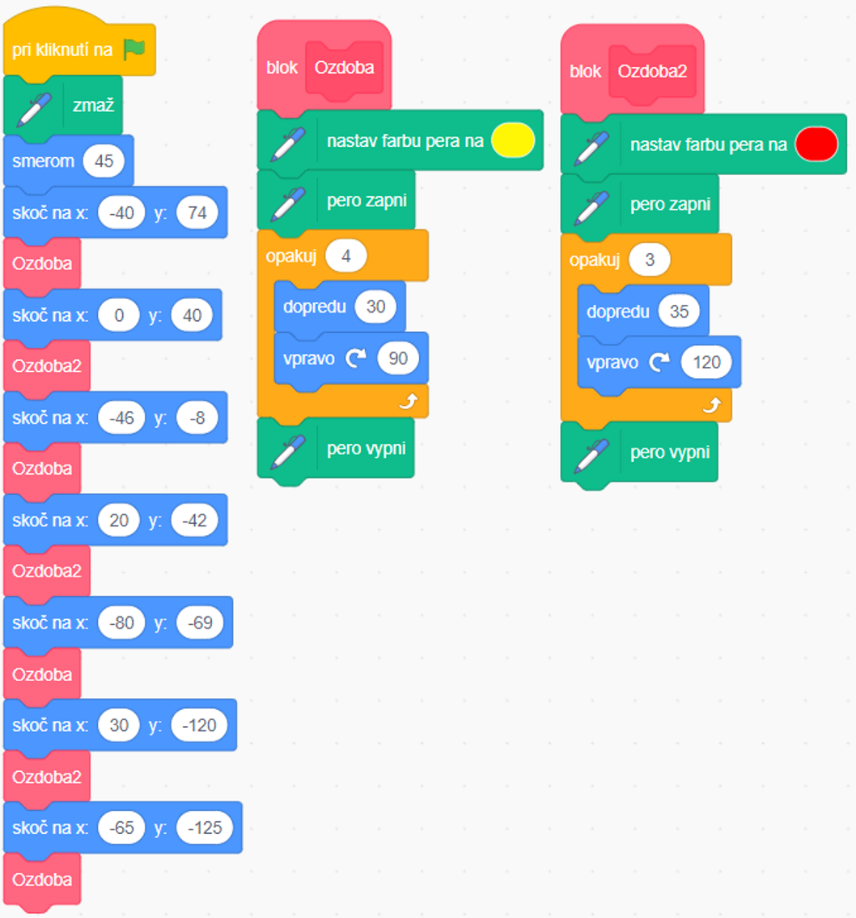 pri kliknutí na
zmaž
smerom 45
skoč na x: -40 y: 74
Ozdoba
skoč na x: 0 y: 40
Ozdoba2
skoč na x: -46 y: -8
Ozdoba
skoč na x: 20 y: -42
Ozdoba2
skoč na x: -80 y: -69
Ozdoba
skoč na x: 30 y: -120
Ozdoba2
skoč na x: -65 y: -125
Ozdoba
blok Ozdoba
nastav farbu pera na
pero zapni
opakuj 4
dopredu 30
vpravo 90
pero vypni
blok Ozdoba2
nastav farbu pera na
pero zapni
opakuj 3
dopredu 35
vpravo 120
pero vypni